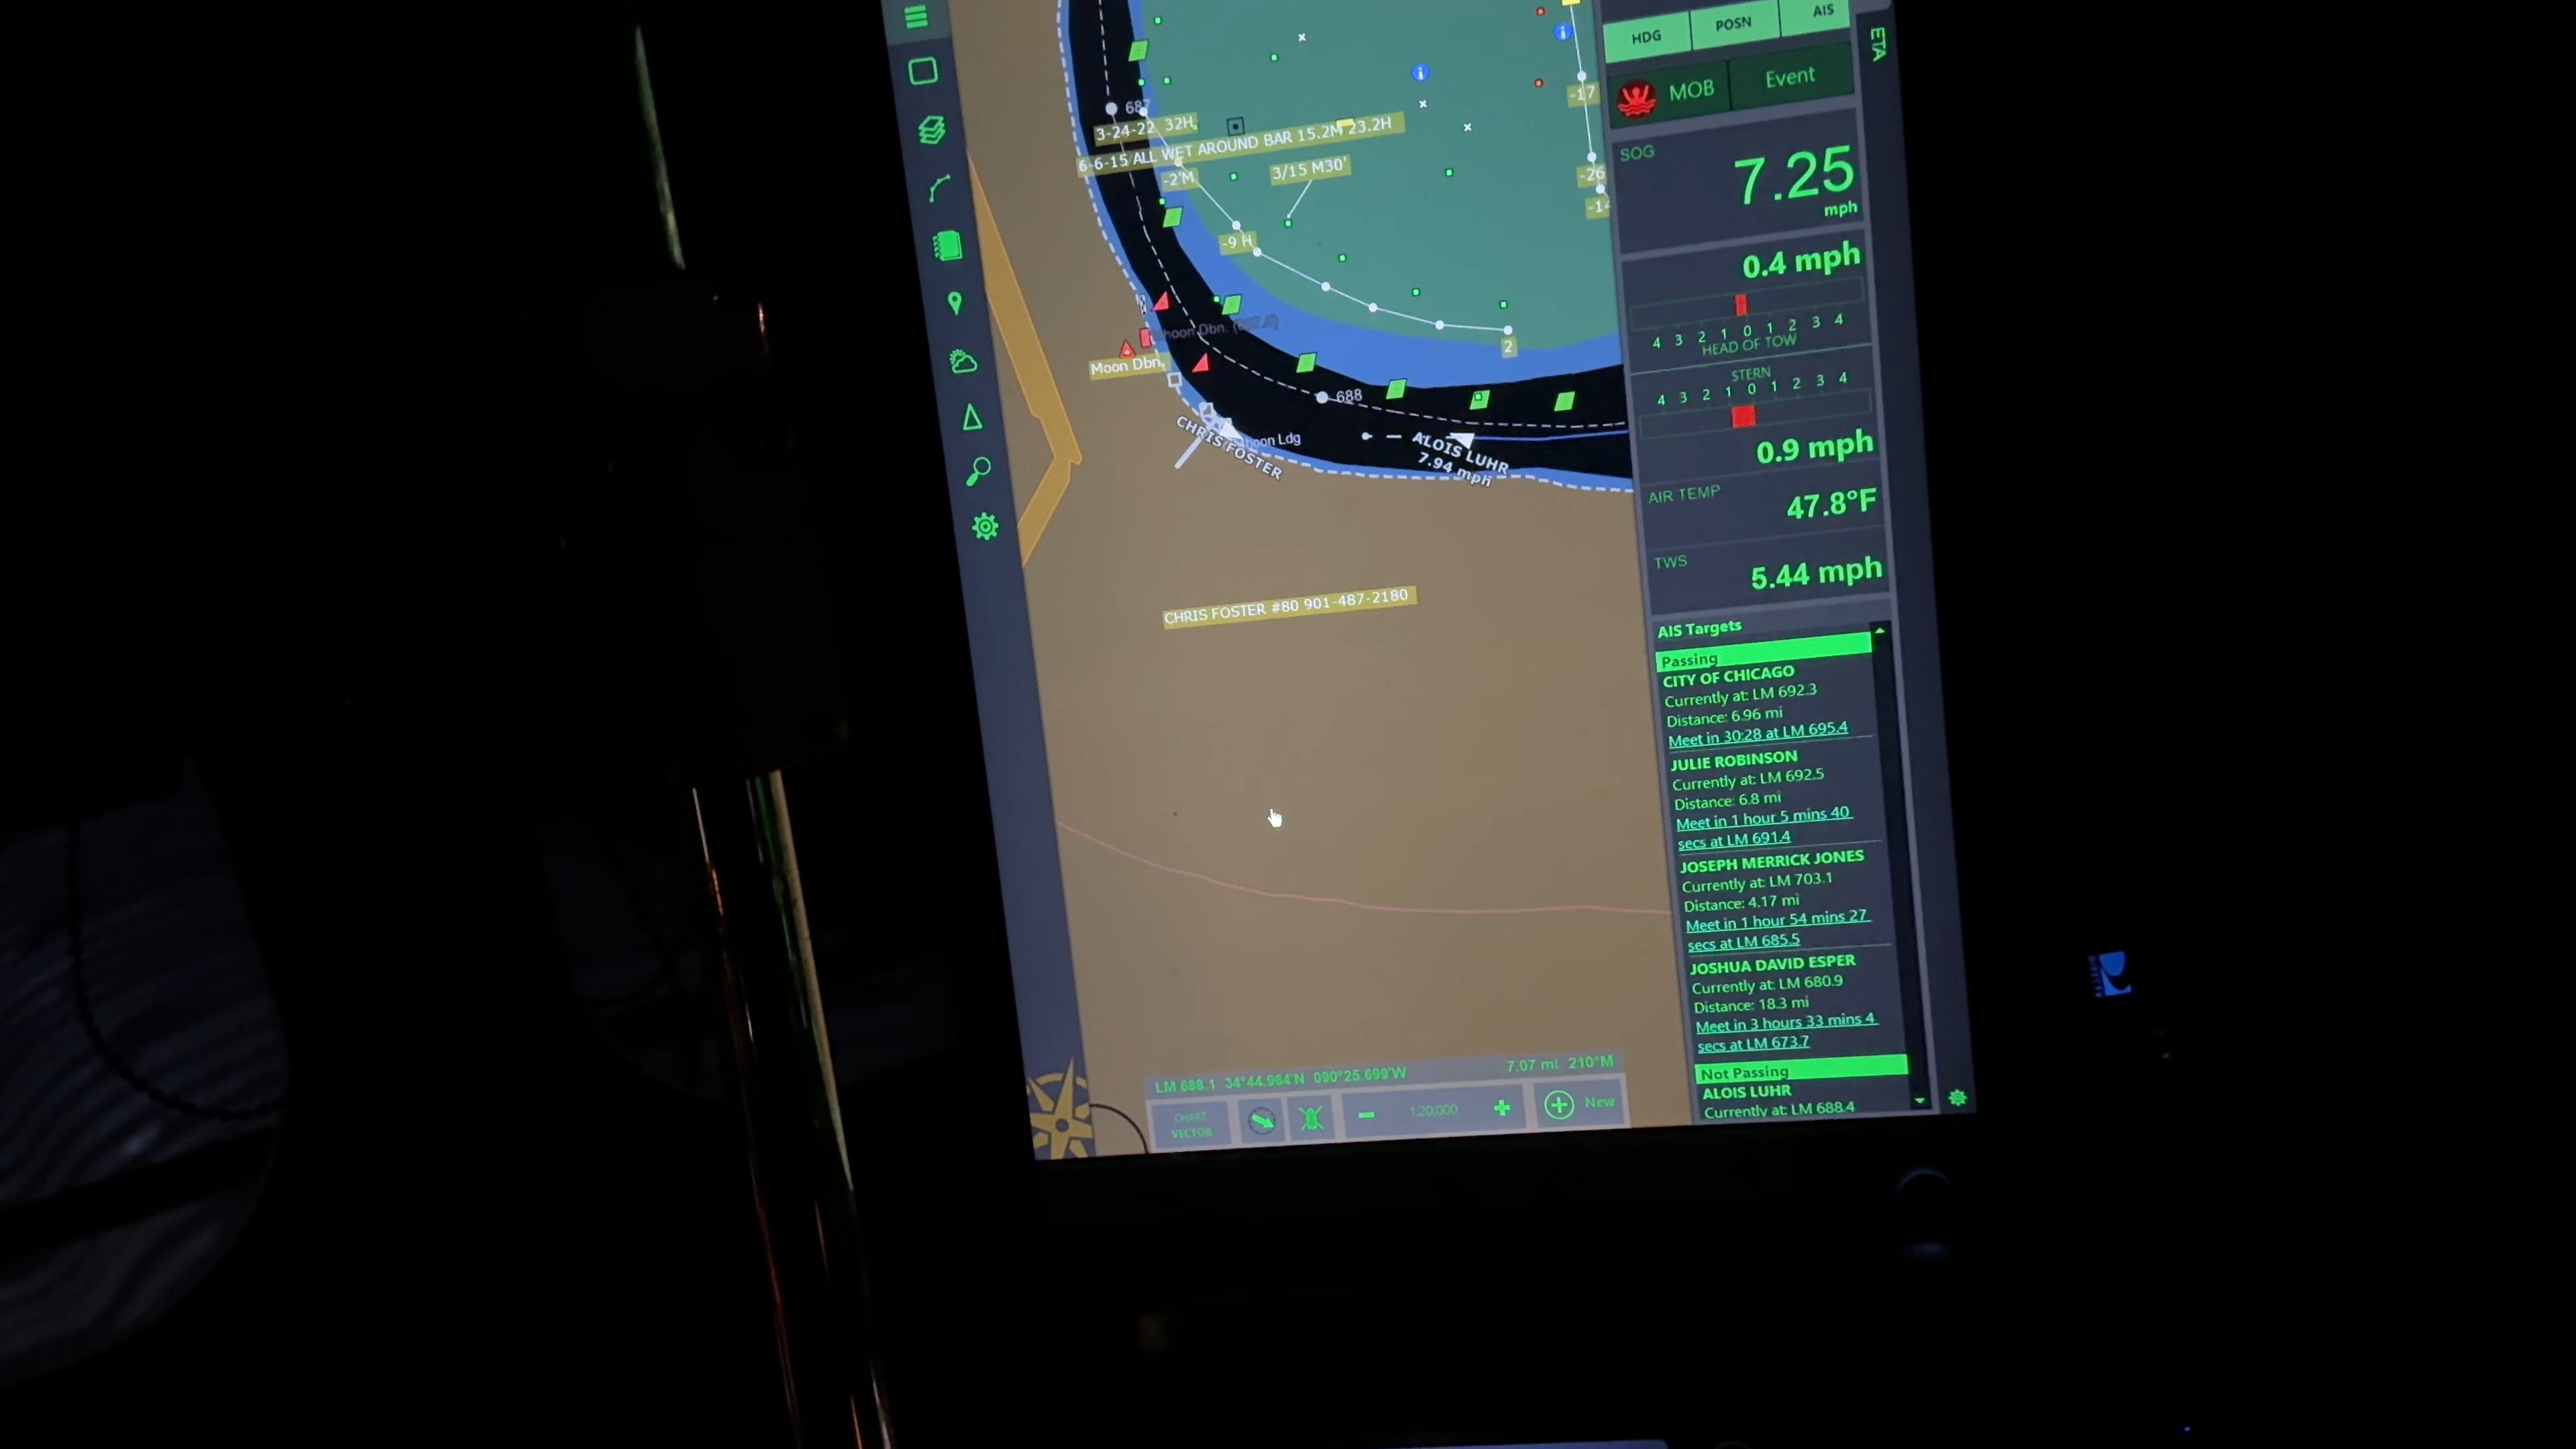 HDG POSN AIS
ETA
MOB Event
SOG
7.25
mph
0.4 mph
4 3 2 1 0 1 2 3 4
HEAD OF TOW
STERN
4 3 2 1 0 1 2 3 4
0.9 mph
AIR TEMP
47.8°F
TWS
5.44 mph
AIS Targets
Passing
CITY OF CHICAGO
Currently at: LM 692.3
Distance: 6.96 mi
Meet in 30:28 at LM 695.4
JULIE ROBINSON
Currently at: LM 692.5
Distance: 6.8 mi
Meet in 1 hour 5 mins 40
secs at LM 691.4
JOSEPH MERRICK JONES
Currently at: LM 703.1
Distance: 4.17 mi
Meet in 1 hour 54 mins 27
secs at LM 685.5
JOSHUA DAVID ESPER
Currently at: LM 680.9
Distance: 18.3 mi
Meet in 3 hours 33 mins 4
secs at LM 673.7
Not Passing
ALOIS LUHR
Currently at: LM 688.4
687
3-24-22 32H
6-6-15 ALL WET AROUND BAR 15.2M 23.2H
-2'M
3/15 M30'
-9 H
-17
-26
-14
2
Moon Dbn.
688
CHRIS FOSTER
Ldg
ALOIS LUHR
7.94 mph
CHRIS FOSTER #80 901-487-2180
LM 688.1 34°44.964'N 090°25.699'W 7.07 mi 210°M
CHART
VECTOR
1:20,000
New